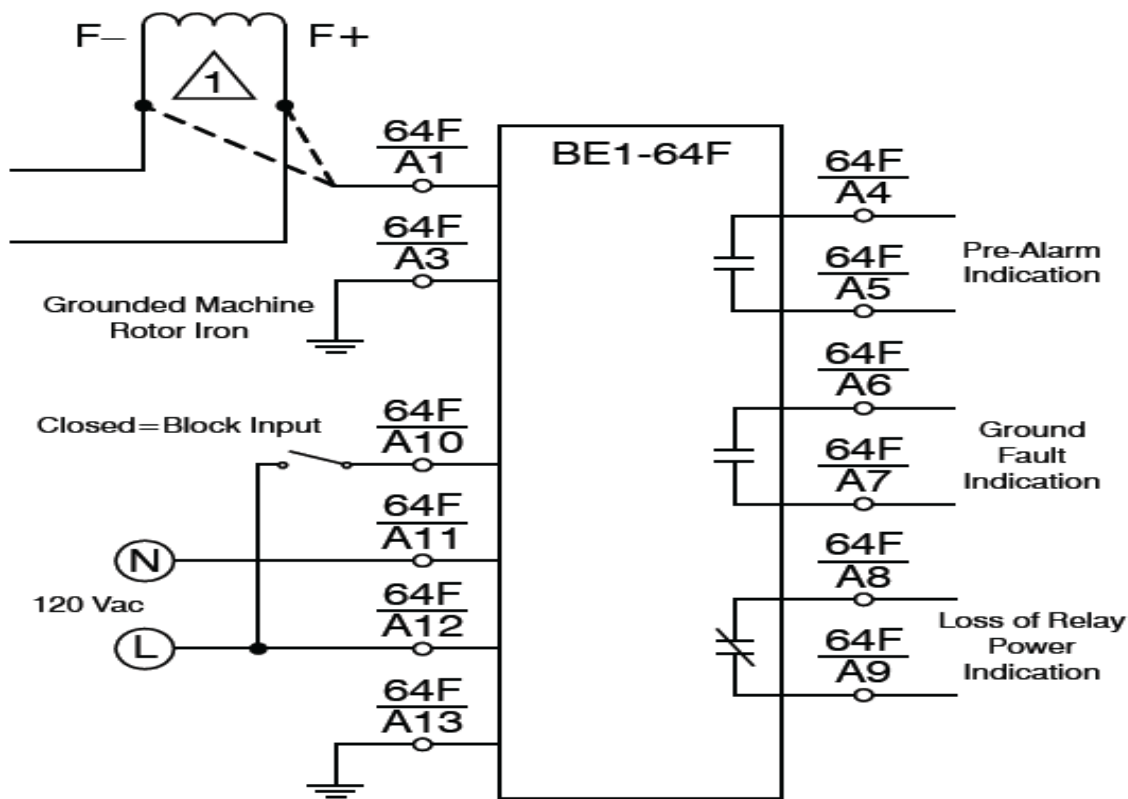 F– F+
1
64F
A1
BE1-64F
64F
A3
Grounded Machine
Rotor Iron
Closed=Block Input
64F
A10
64F
A11
N
120 Vac
64F
A12
L
64F
A13
64F
A4
Pre-Alarm
Indication
64F
A5
64F
A6
Ground
Fault
Indication
64F
A7
64F
A8
Loss of Relay
Power
Indication
64F
A9